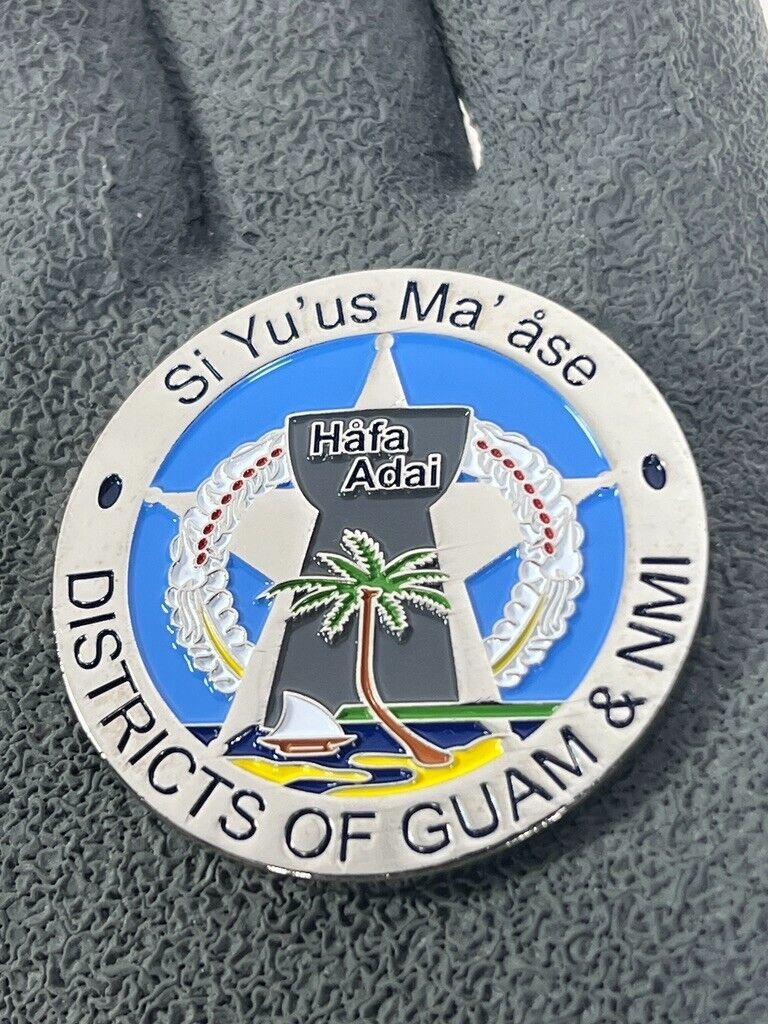 Si Yu'us Ma' åse
Håfa
Adai
DISTRICTS OF GUAM & NMI